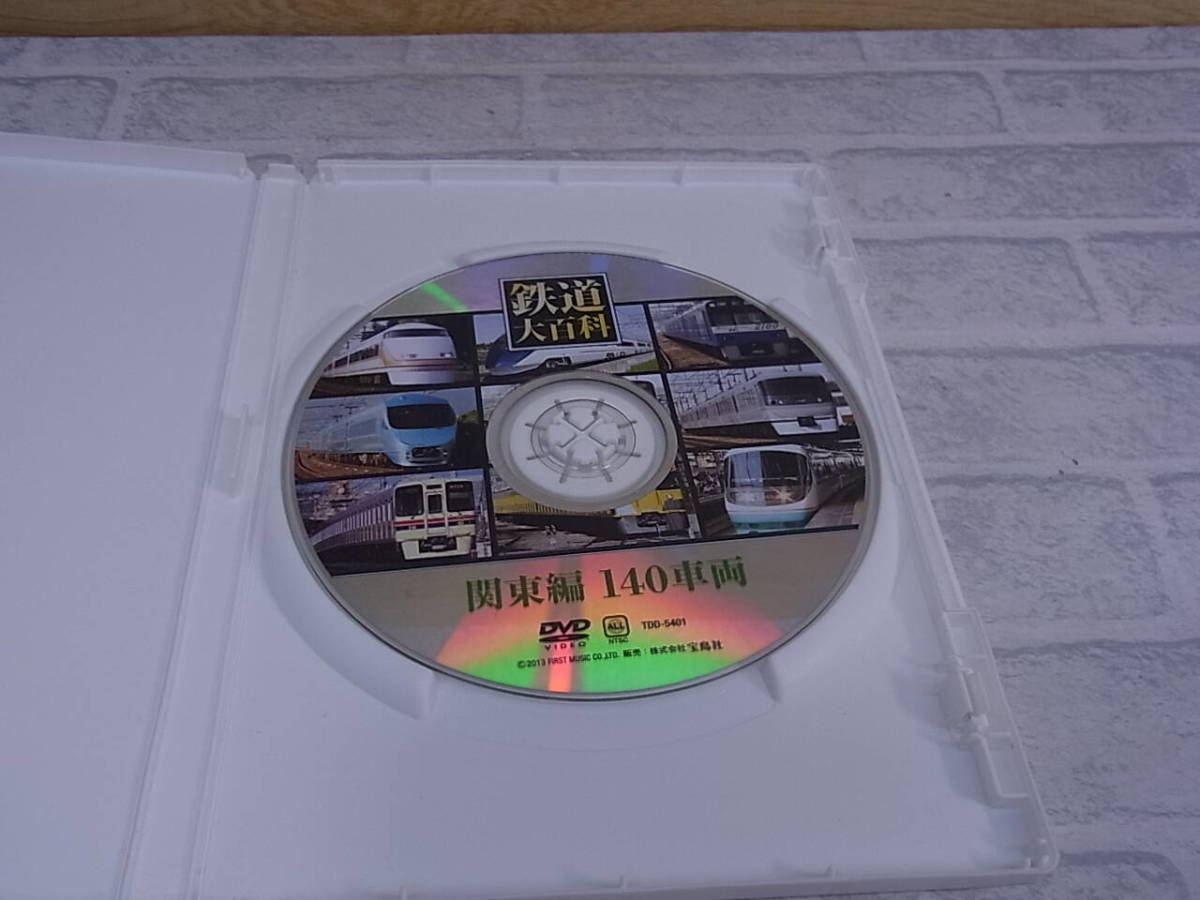 鉄道
大百科
2100
関東編 140車両
DVD
VIDEO
ALL
NTSC
TDD-5401
©2013 FIRST MUSIC CO.,LTD. 販売:株式会社 宝島社